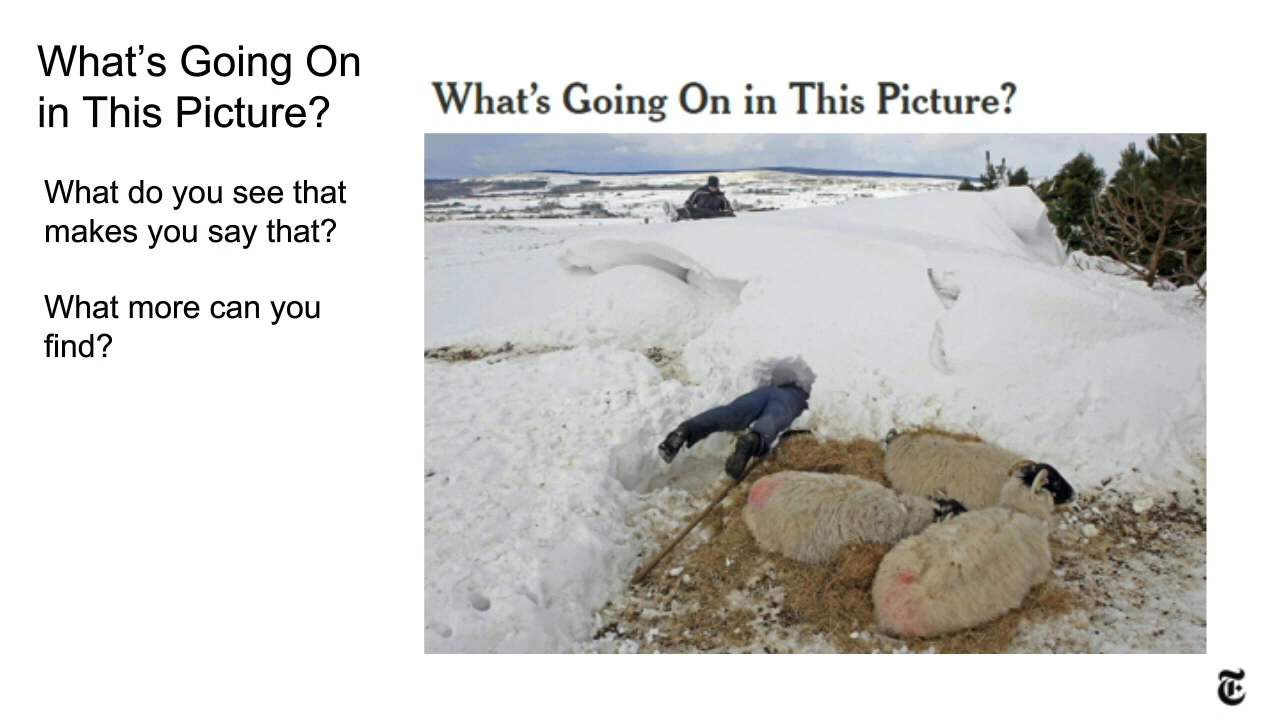 What’s Going On
in This Picture?
What do you see that
makes you say that?
What more can you
find?
What’s Going On in This Picture?
T